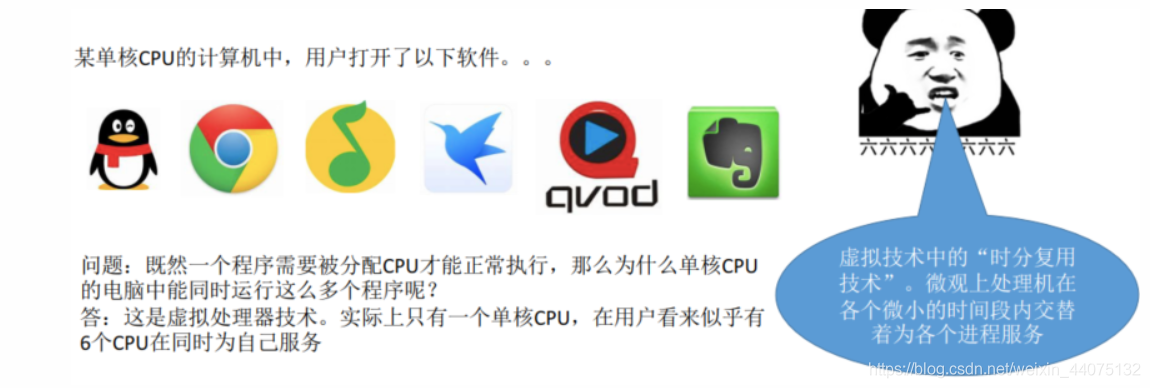 某单核CPU的计算机中，用户打开了以下软件。。。
qvod
六六六六六六六六
问题：既然一个程序需要被分配CPU才能正常执行，那么为什么单核CPU
的电脑中能同时运行这么多个程序呢？
答：这是虚拟处理器技术。实际上只有一个单核CPU，在用户看来似乎有
6个CPU在同时为自己服务
虚拟技术中的“时分复用
技术”。微观上处理机在
各个微小的时间段内交替
着为各个进程服务
https://blog.csdn.net/weixin_44075132